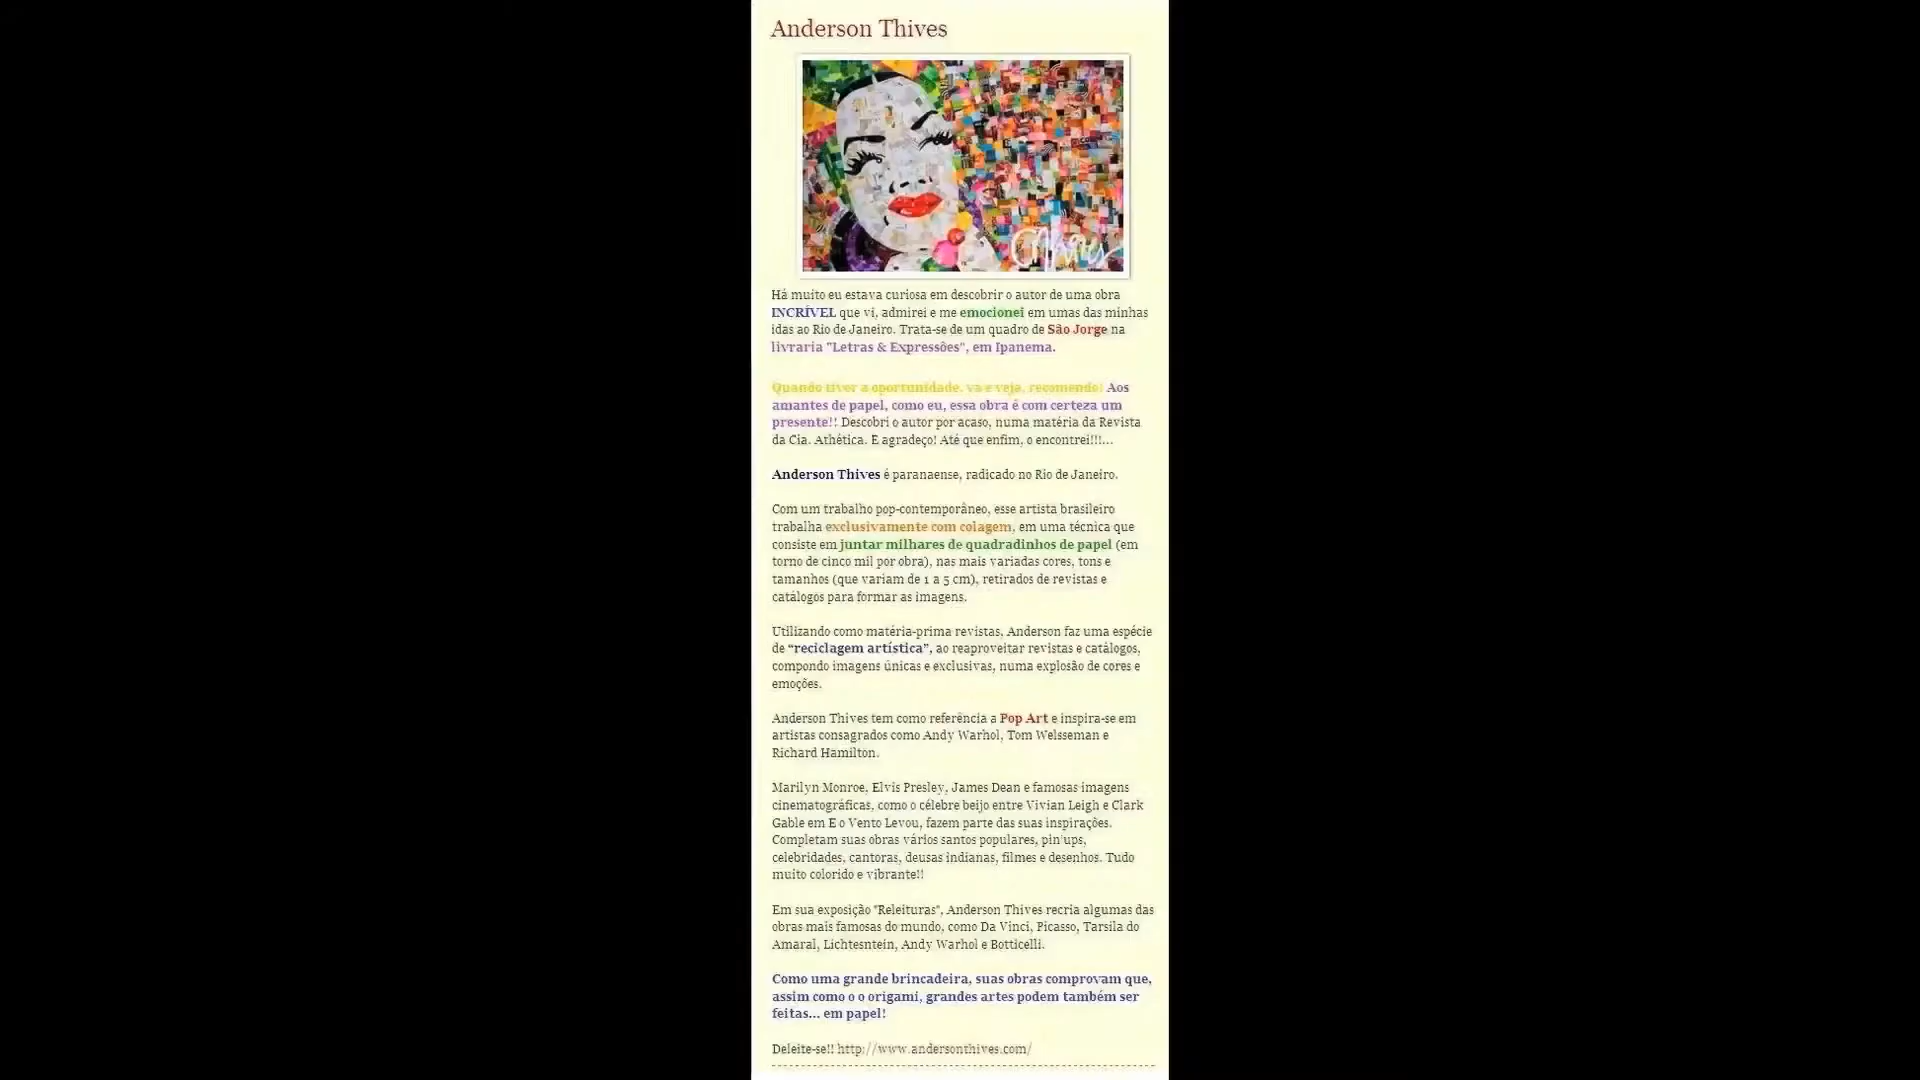 Anderson Thives
Thives
Há muito eu estava curiosa em descobrir o autor de uma obra
INCRÍVEL que vi, admirei e me emocionei em umas das minhas
idas ao Rio de Janeiro. Trata-se de um quadro de São Jorge na
livraria "Letras & Expressões", em Ipanema.
Quando tiver a oportunidade, va e veja, recomendo! Aos
amantes de papel, como eu, essa obra é com certeza um
presente!! Descobri o autor por acaso, numa matéria da Revista
da Cia. Athética. E agradeço! Até que enfim, o encontrei!!!...
Anderson Thives é paranaense, radicado no Rio de Janeiro.
Com um trabalho pop-contemporâneo, esse artista brasileiro
trabalha exclusivamente com colagem, em uma técnica que
consiste em juntar milhares de quadradinhos de papel (em
torno de cinco mil por obra), nas mais variadas cores, tons e
tamanhos (que variam de 1 a 5 cm), retirados de revistas e
catálogos para formar as imagens.
Utilizando como matéria-prima revistas, Anderson faz uma espécie
de “reciclagem artística”, ao reaproveitar revistas e catálogos,
compondo imagens únicas e exclusivas, numa explosão de cores e
emoções.
Anderson Thives tem como referência a Pop Art e inspira-se em
artistas consagrados como Andy Warhol, Tom Welsseman e
Richard Hamilton.
Marilyn Monroe, Elvis Presley, James Dean e famosas imagens
cinematográficas, como o célebre beijo entre Vivian Leigh e Clark
Gable em E o Vento Levou, fazem parte das suas inspirações.
Completam suas obras vários santos populares, pin'ups,
celebridades, cantoras, deusas indianas, filmes e desenhos. Tudo
muito colorido e vibrante!!
Em sua exposição "Releituras", Anderson Thives recria algumas das
obras mais famosas do mundo, como Da Vinci, Picasso, Tarsila do
Amaral, Lichtesntein, Andy Warhol e Botticelli.
Como uma grande brincadeira, suas obras comprovam que,
assim como o o origami, grandes artes podem também ser
feitas... em papel!
Deleite-se!! http://www.andersonthives.com/